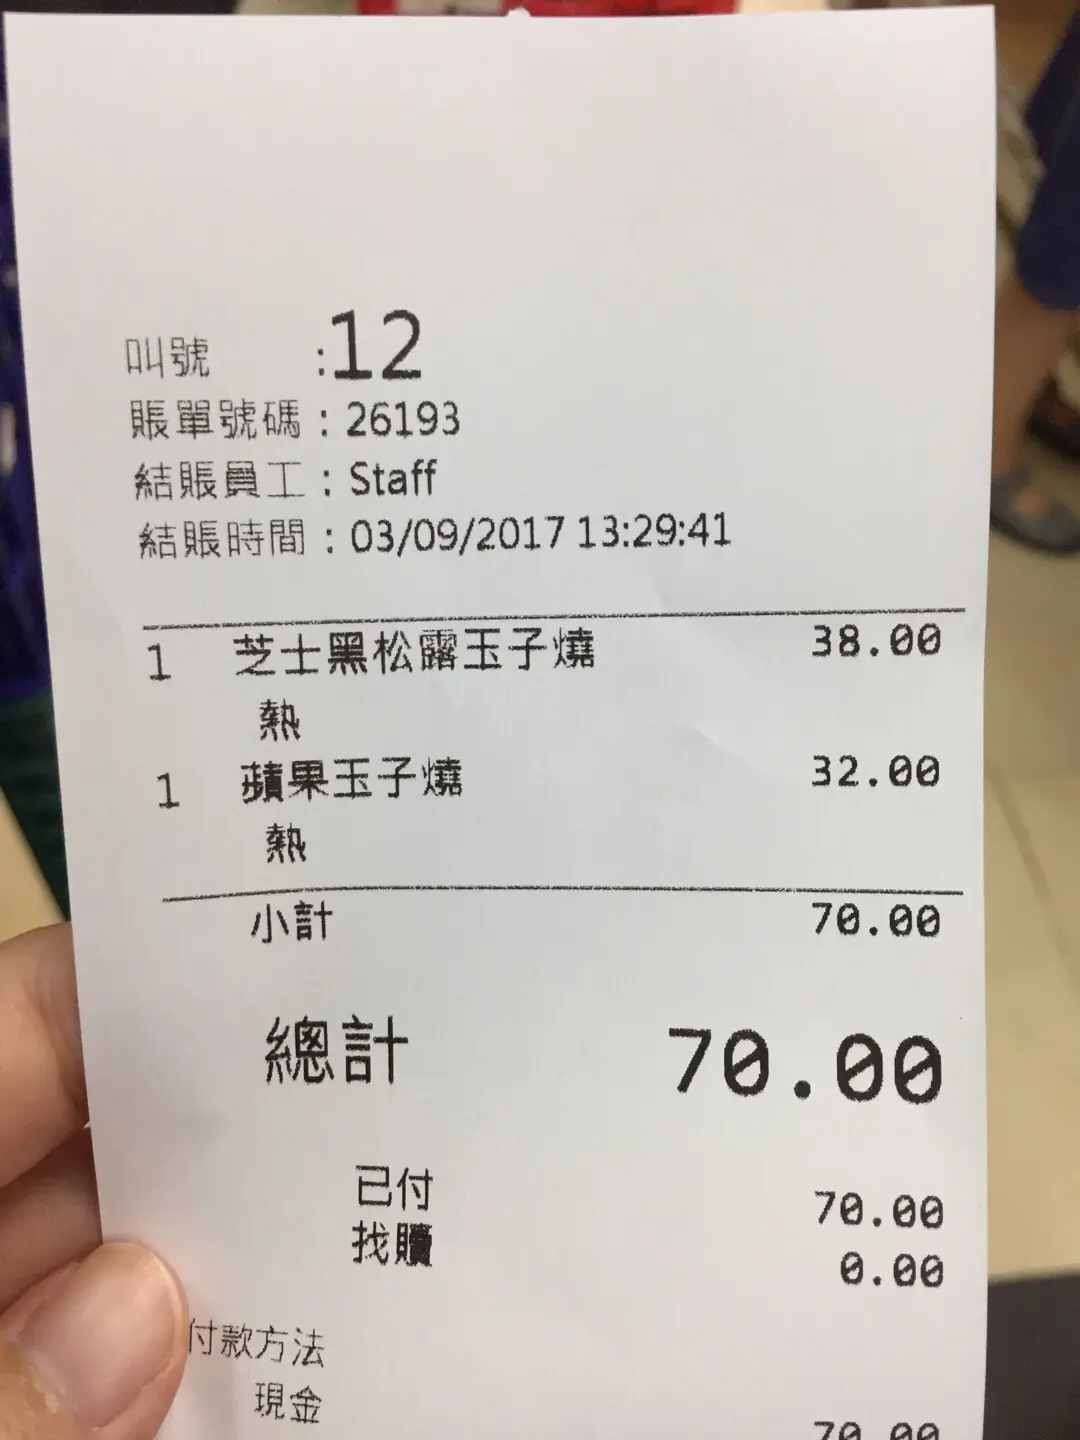 叫號 :12
賬單號碼 : 26193
結賬員工 : Staff
結賬時間 : 03/09/2017 13:29:41
1 芝士黑松露玉子燒 38.00
熱
1 蘋果玉子燒 32.00
熱
小計 70.00
總計 70.00
已付 70.00
找贖 0.00
付款方法
現金 70.00